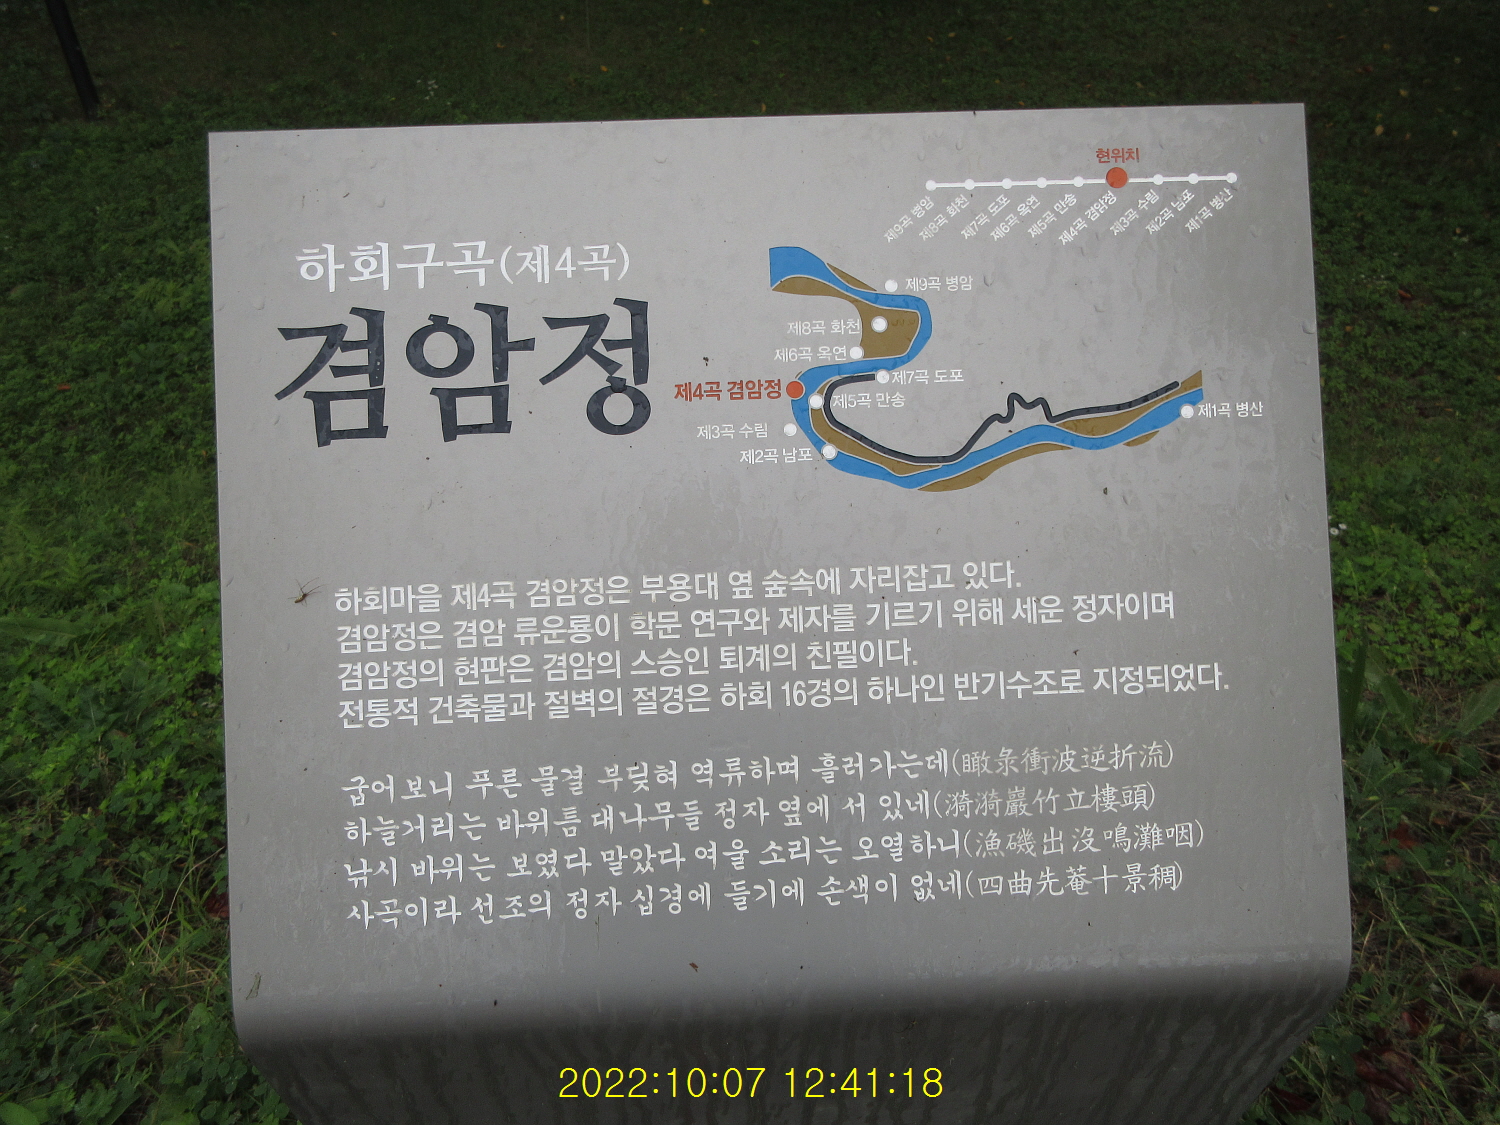 현위치
제9곡 병암
제8곡 화천
제7곡 도포
제6곡 옥연
제5곡 만송
제4곡 겸암정
제3곡 수림
제2곡 남포
제1곡 병산
하회구곡(제4곡)
겸암정
제9곡 병암
제8곡 화천
제6곡 옥연
제7곡 도포
제4곡 겸암정
제5곡 만송
제1곡 병산
제3곡 수림
제2곡 남포
하회마을 제4곡 겸암정은 부용대 옆 숲속에 자리잡고 있다.
겸암정은 겸암 류운룡이 학문 연구와 제자를 기르기 위해 세운 정자이며
겸암정의 현판은 겸암의 스승인 퇴계의 친필이다.
전통적 건축물과 절벽의 절경은 하회 16경의 하나인 반기수조로 지정되었다.
굽어보니 푸른 물결 부딪혀 역류하며 흘러가는데(瞰彔衝波逆折流)
하늘거리는 바위틈 대나무들 정자 옆에 서 있네(漪漪巖竹立樓頭)
낚시 바위는 보였다 말았다 여울 소리는 오열하니(漁磯出沒鳴灘咽)
사곡이라 선조의 정자 십경에 들기에 손색이 없네(四曲先菴十景稠)
2022:10:07 12:41:18